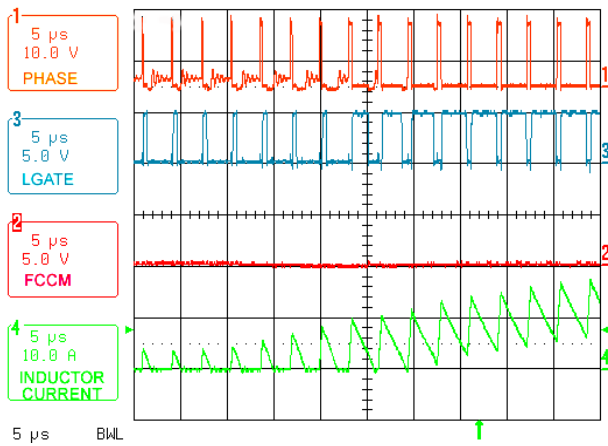 1
5 µs
10.0 V
PHASE
1
3
5 µs
5.0 V
LGATE
3
2
5 µs
5.0 V
FCCM
2
4
5 µs
10.0 A
INDUCTOR
CURRENT
4
5 µs BWL